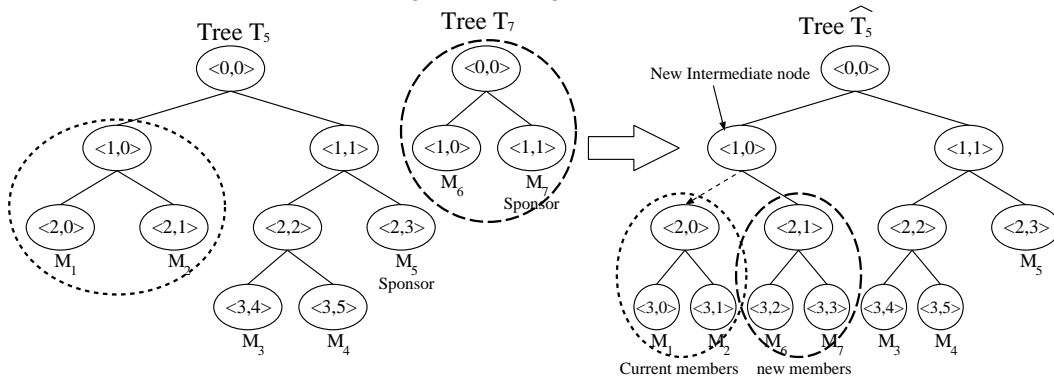 Tree T5
Tree T7
Tree T̂5
<0,0>
<0,0>
New Intermediate node
<0,0>
<1,0>
<1,1>
<1,0>
<1,1>
<1,0>
<1,1>
M6
M7
Sponsor
<2,0>
<2,1>
<2,2>
<2,3>
<2,0>
<2,1>
<2,2>
<2,3>
M1
M2
M5
M5
Sponsor
<3,4>
<3,5>
<3,0>
<3,1>
<3,2>
<3,3>
<3,4>
<3,5>
M3
M4
M1
M2
M6
M7
M3
M4
Current members
new members